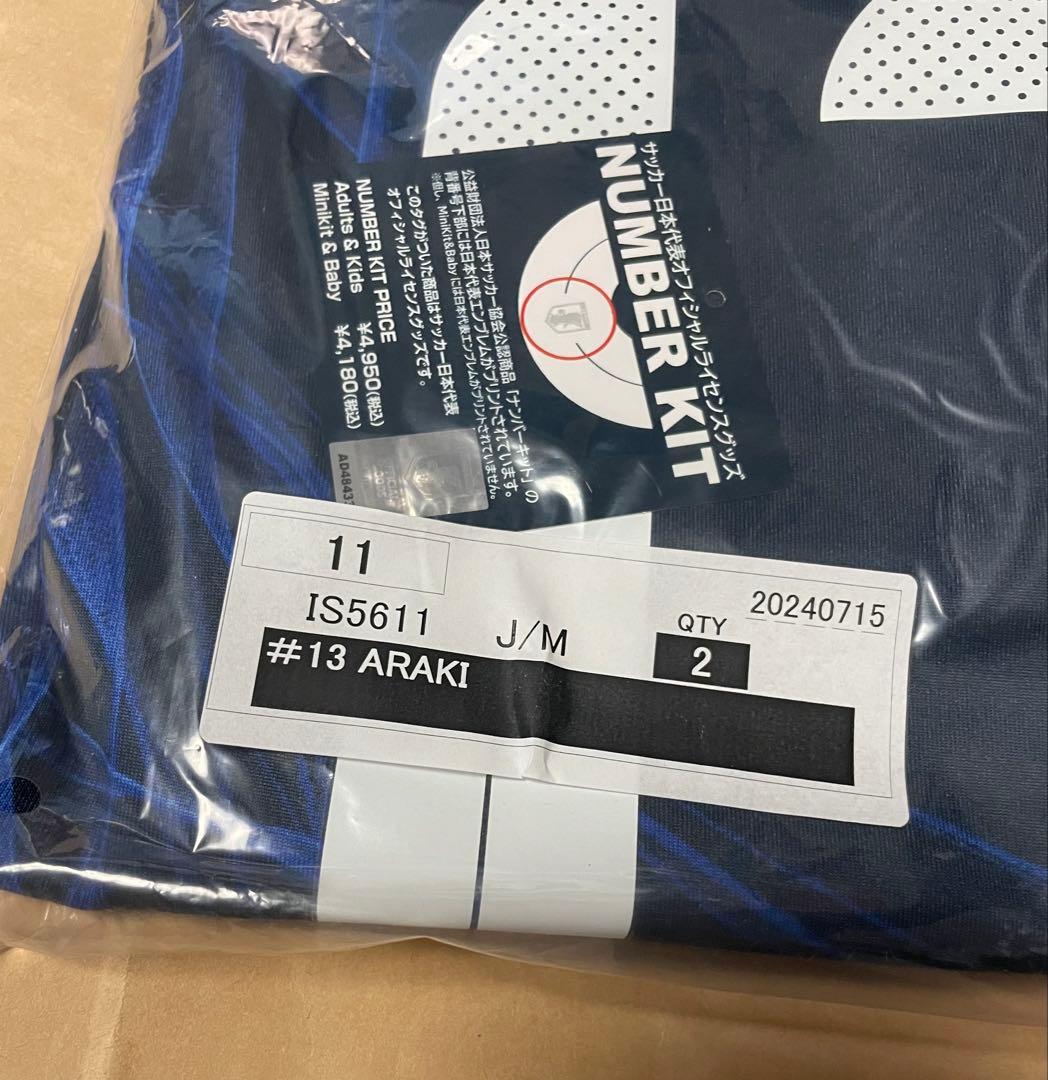 サッカー日本代表オフィシャルライセンスグッズ
NUMBER KIT
公益財団法人日本サッカー協会公認商品「ナンバーキット」の
背番号下部には日本代表エンブレムがプリントされています。
※但し、MiniKit&Babyには日本代表エンブレムがプリントされていません。
このタグがついた商品はサッカー日本代表
オフィシャルライセンスグッズです。
NUMBER KIT PRICE
Adults & Kids ¥4,950(税込)
Minikit & Baby ¥4,180(税込)
11
IS5611
J/M
QTY
2
20240715
#13 ARAKI